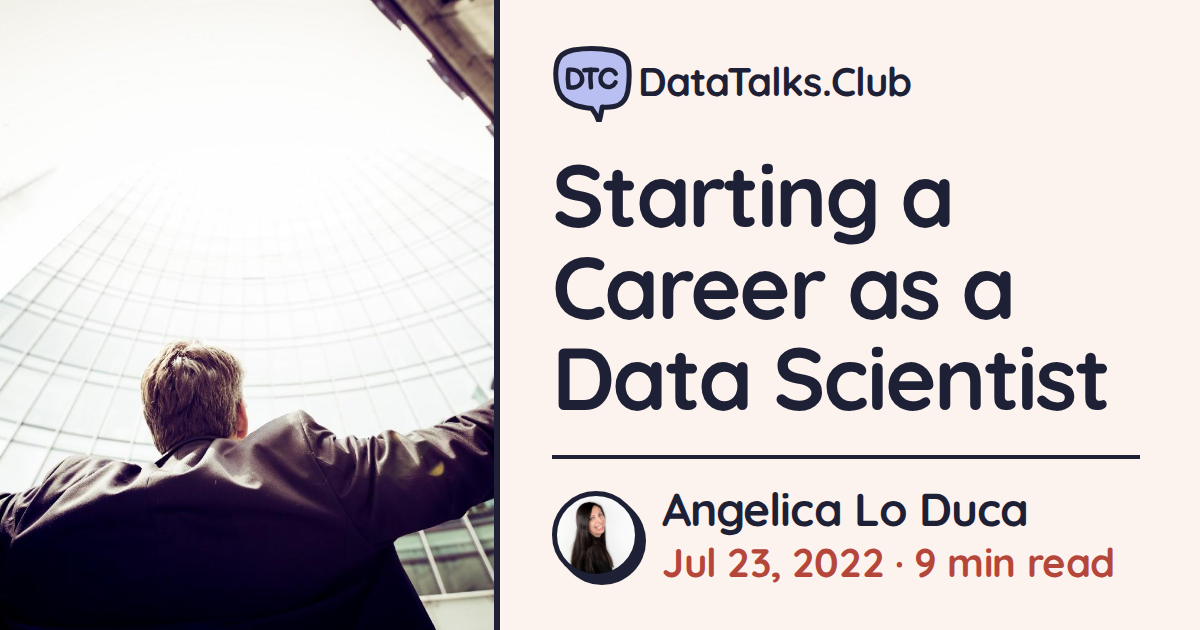 DTC DataTalks.Club
Starting a
Career as a
Data Scientist
Angelica Lo Duca
Jul 23, 2022 · 9 min read